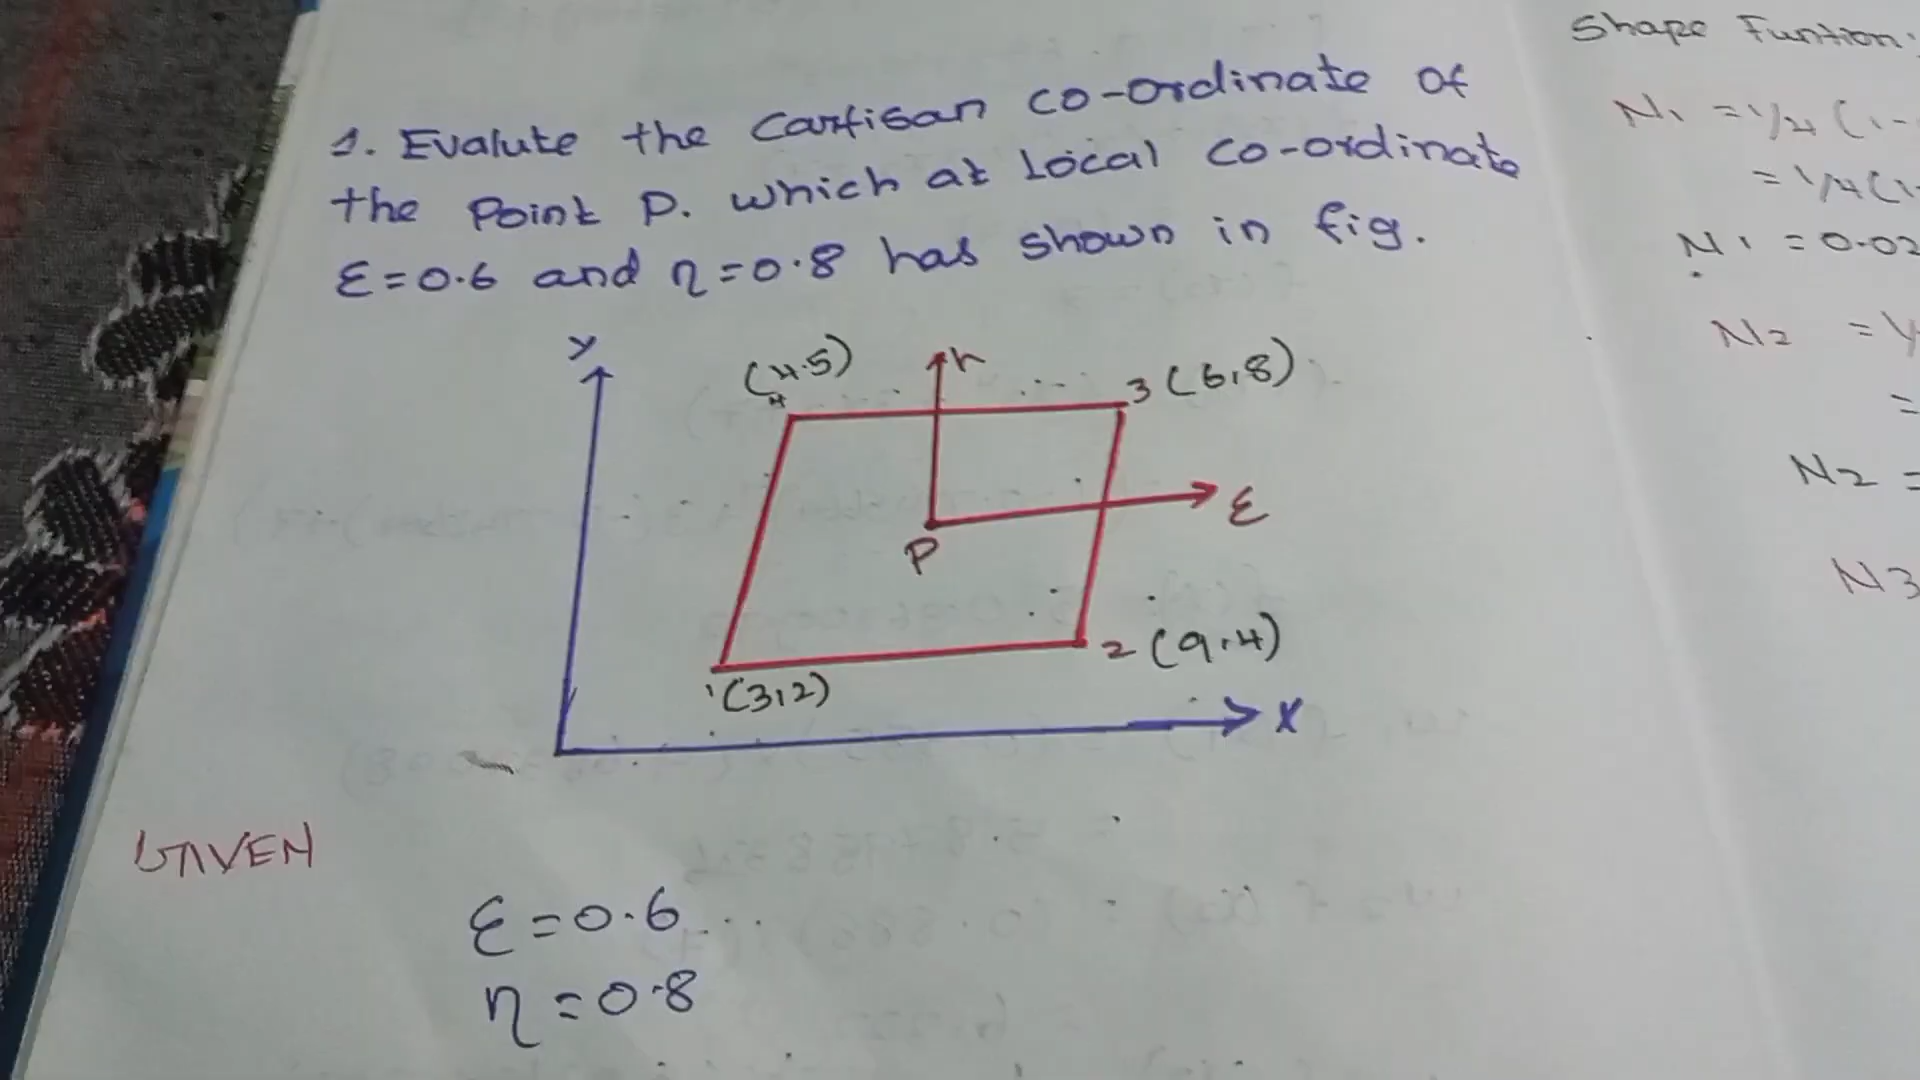 1. Evalute the Cartisan co-ordinate of
the Point P. which at Local co-ordinate
ε=0.6 and η=0.8 has shown in fig.
y
(4.5)
4
η
3 (6,8)
ε
P
2 (9,4)
1 (3,2)
X
GIVEN
ε=0.6
η=0.8
Shape Funtion
N1 = 1/4 (1-
= 1/4 (1-
N1 = 0.02
N2 =
=
N2 =
N3